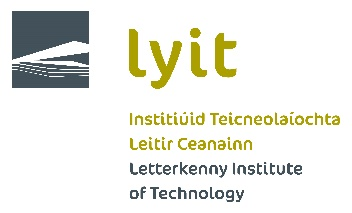 lyit
Institiúid Teicneolaíochta
Leitir Ceanainn
Letterkenny Institute
of Technology